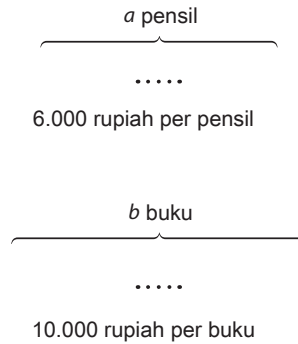 a pensil
.....
6.000 rupiah per pensil
b buku
.....
10.000 rupiah per buku